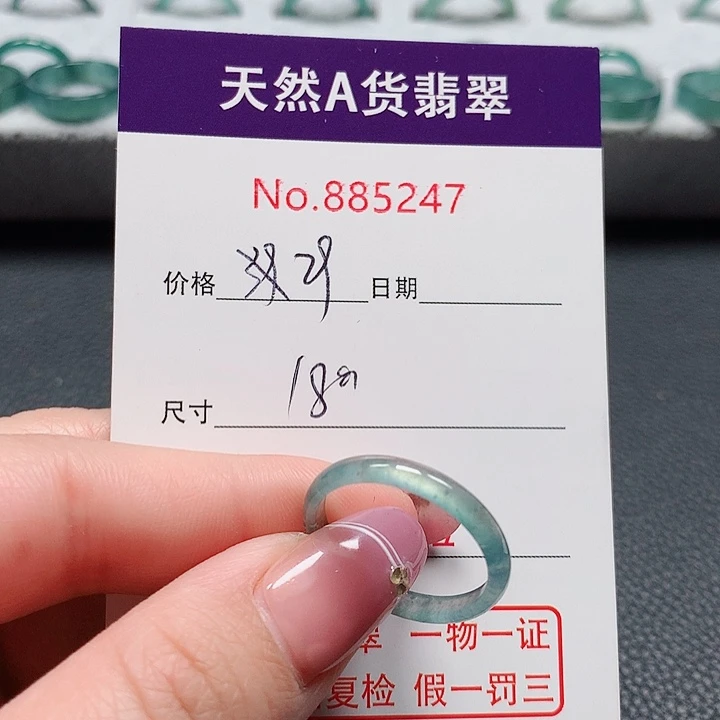 天然A货翡翠
No.885247
价格 29 日期
尺寸 18
一物一证
复检 假一罚三